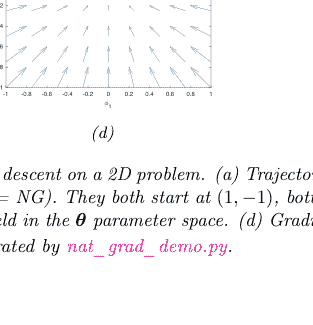 -1 -0.8 -0.6 -0.4 -0.2 0 0.2 0.4 0.6 0.8 1
(d)
descent on a 2D problem. (a) Trajecto
= NG). They both start at (1, −1), bot
ld in the θ parameter space. (d) Grad
rated by nat_grad_demo.py.